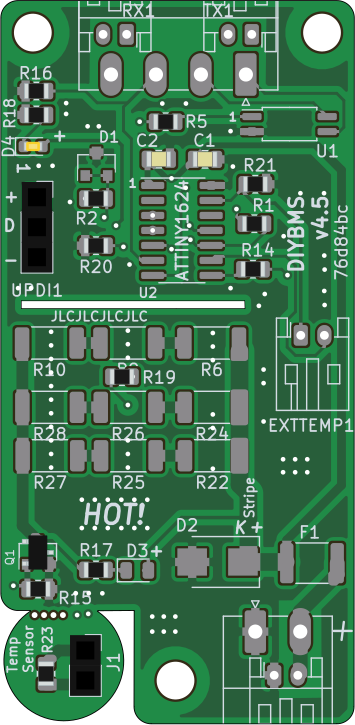 RX1 TX1
R16
R18
R5
1
U1
D4
+
D1
C2 C1
1
R21
1
ATTINY1624
+
D
–
R2
R1
R20
R14
DIYBMS
v4.5
76d84bc
UPDI1
U2
JLCJLCJLCJLC
R10
R6
R19
R28 R26 R24
R27 R25 R22
EXTTEMP1
HOT!
Stripe
D2
K+
F1
Q1
R17
D3+
R15
Temp
Sensor
R23
J1
+